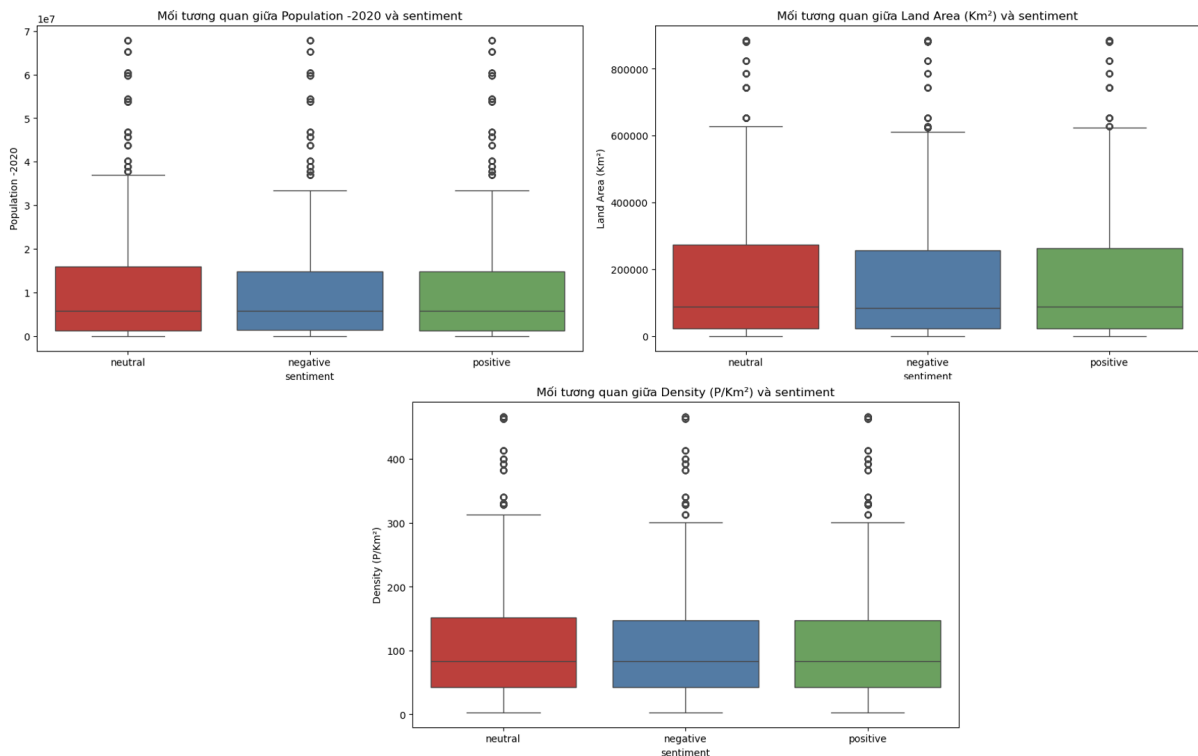 Mối tương quan giữa Population -2020 và sentiment
1e7
7
6
5
4
3
2
1
0
Population -2020
neutral negative positive
sentiment
Mối tương quan giữa Land Area (Km²) và sentiment
800000
600000
400000
200000
0
Land Area (Km²)
neutral negative positive
sentiment
Mối tương quan giữa Density (P/Km²) và sentiment
400
300
200
100
0
Density (P/Km²)
neutral negative positive
sentiment